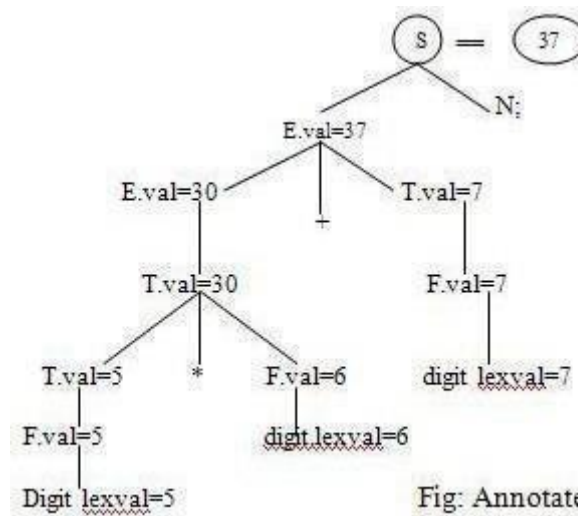 S = 37
N;
E.val=37
E.val=30 + T.val=7
T.val=30 F.val=7
T.val=5 * F.val=6 digit lexval=7
F.val=5 digit.lexval=6
Digit lexval=5 Fig: Annotate